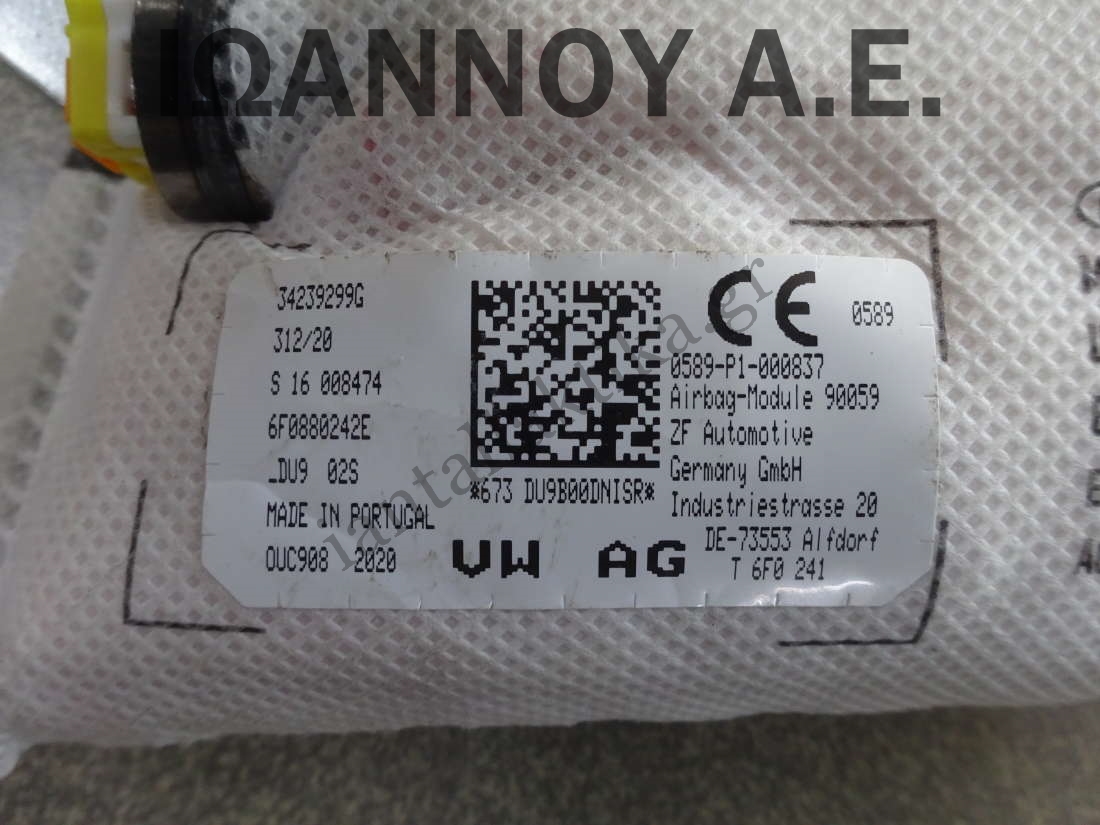 ΙΩΑΝΝΟΥ Α.Ε.
34239299G
312/20
S 16 008474
6F0880242E
_DU9 02S
MADE IN PORTUGAL
OUC908 2020
*673 DU9B00DNISR*
VW AG
CE 0589
0589-P1-000837
Airbag-Module 90059
ZF Automotive
Germany GmbH
Industriestrasse 20
DE-73553 Alfdorf
T 6F0 241